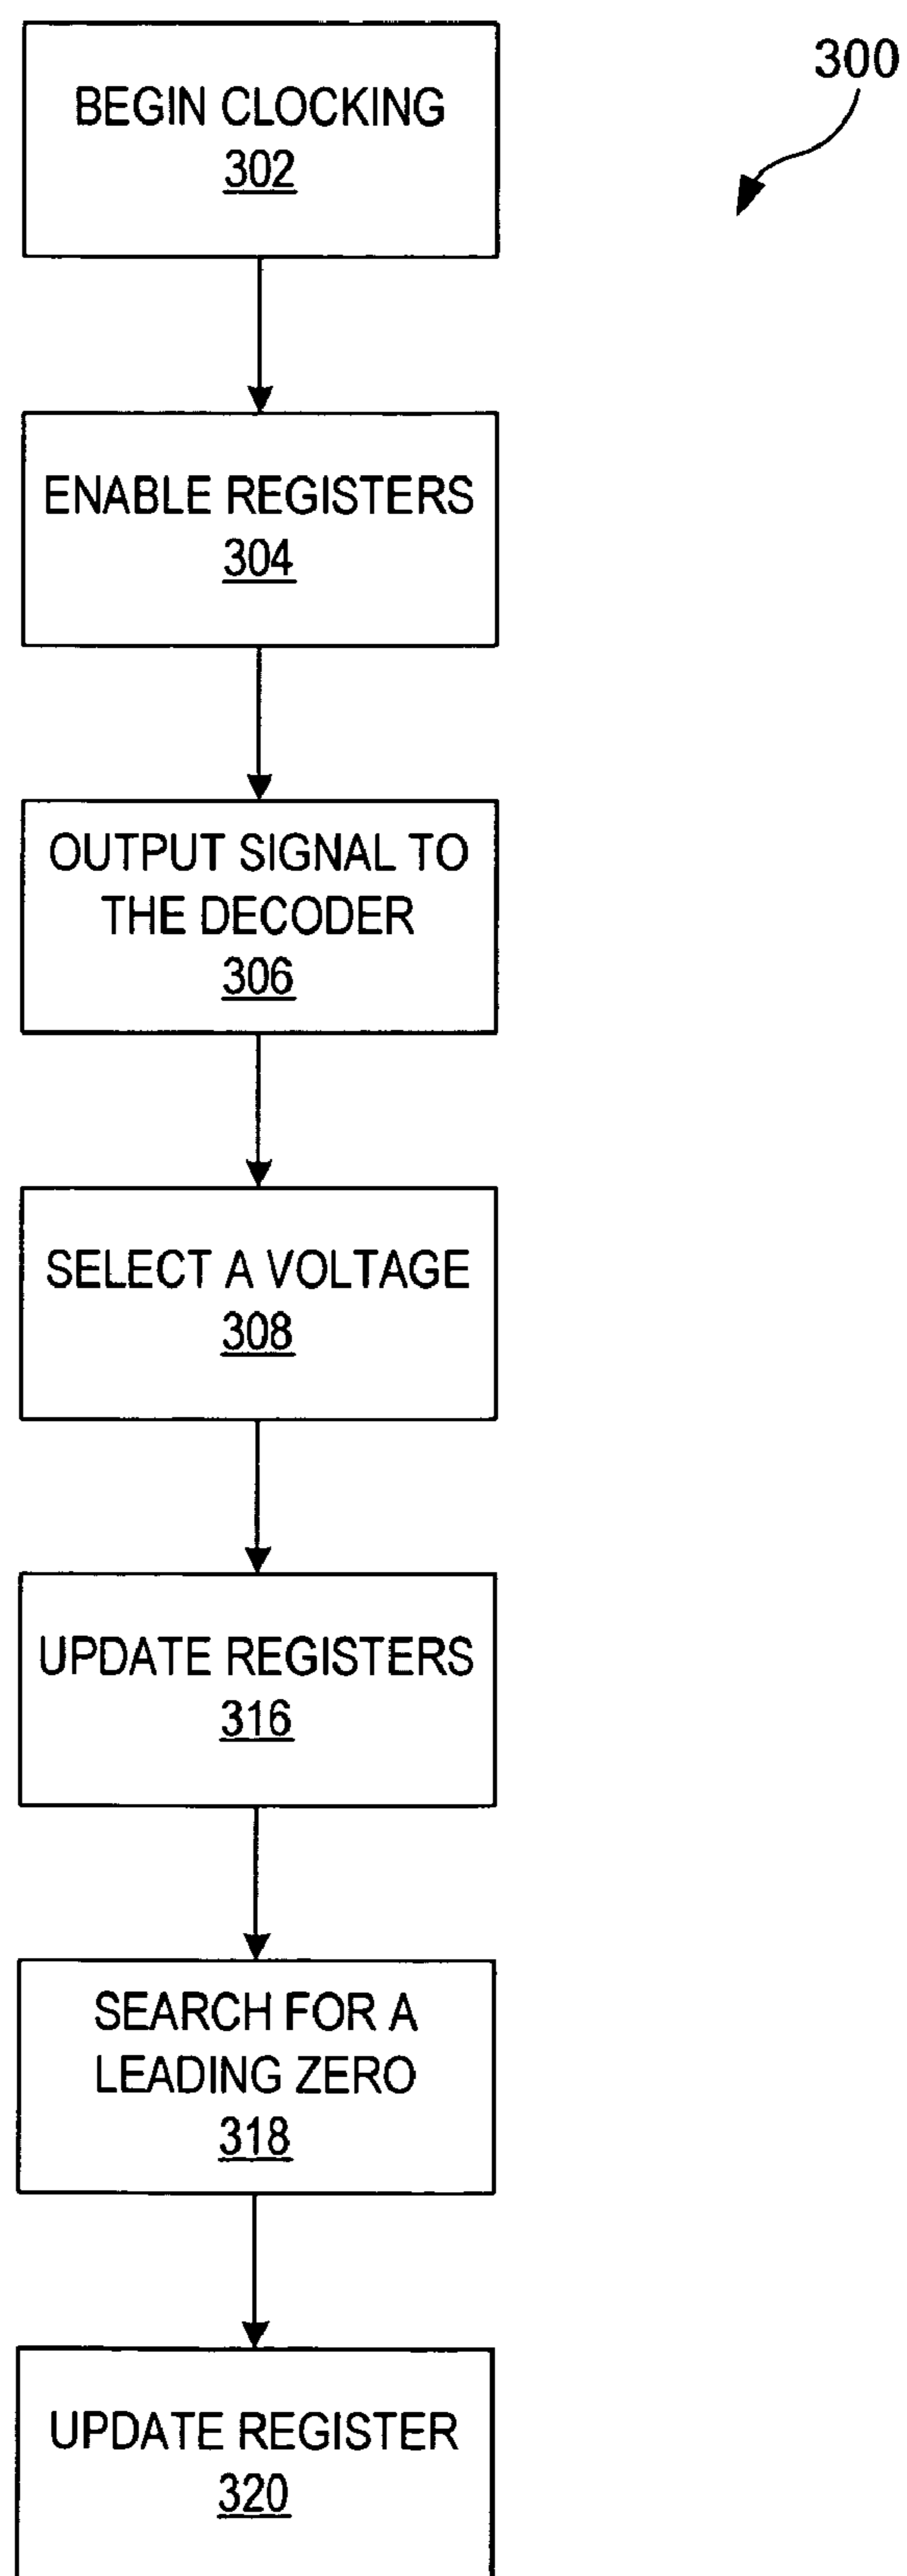 300
BEGIN CLOCKING
302
ENABLE REGISTERS
304
OUTPUT SIGNAL TO
THE DECODER
306
SELECT A VOLTAGE
308
UPDATE REGISTERS
316
SEARCH FOR A
LEADING ZERO
318
UPDATE REGISTER
320